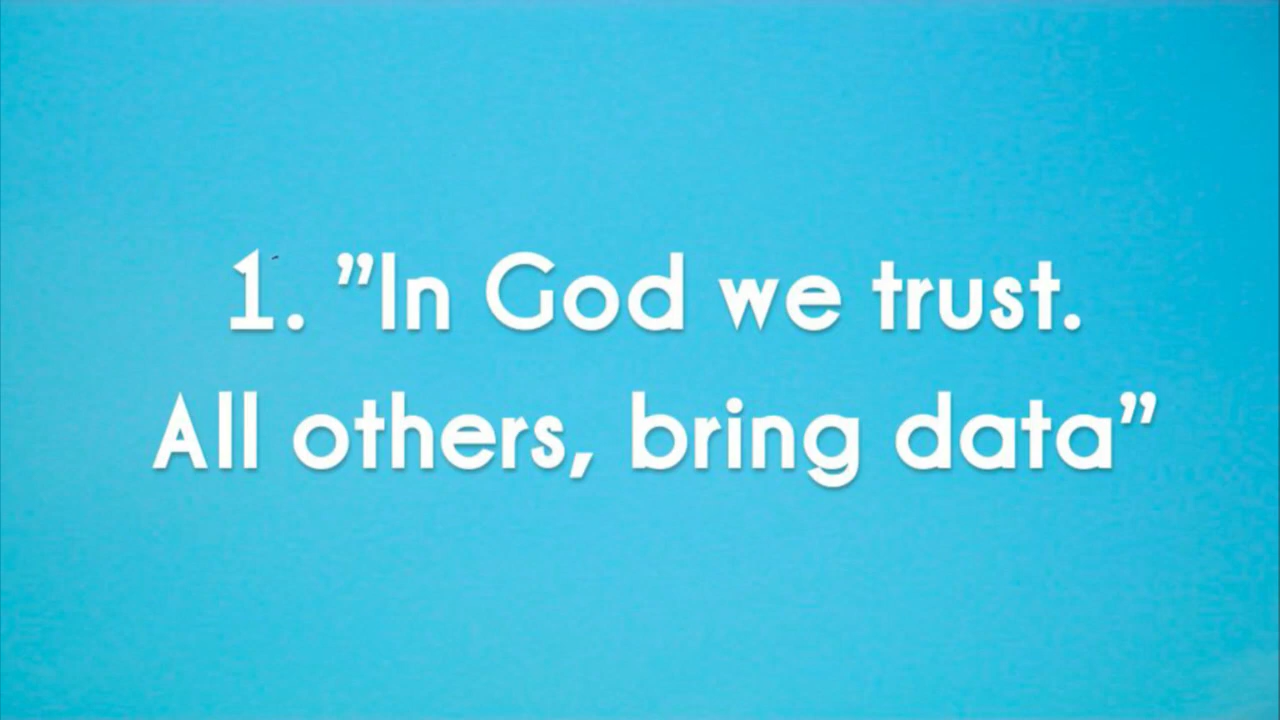 1. ”In God we trust.
All others, bring data”